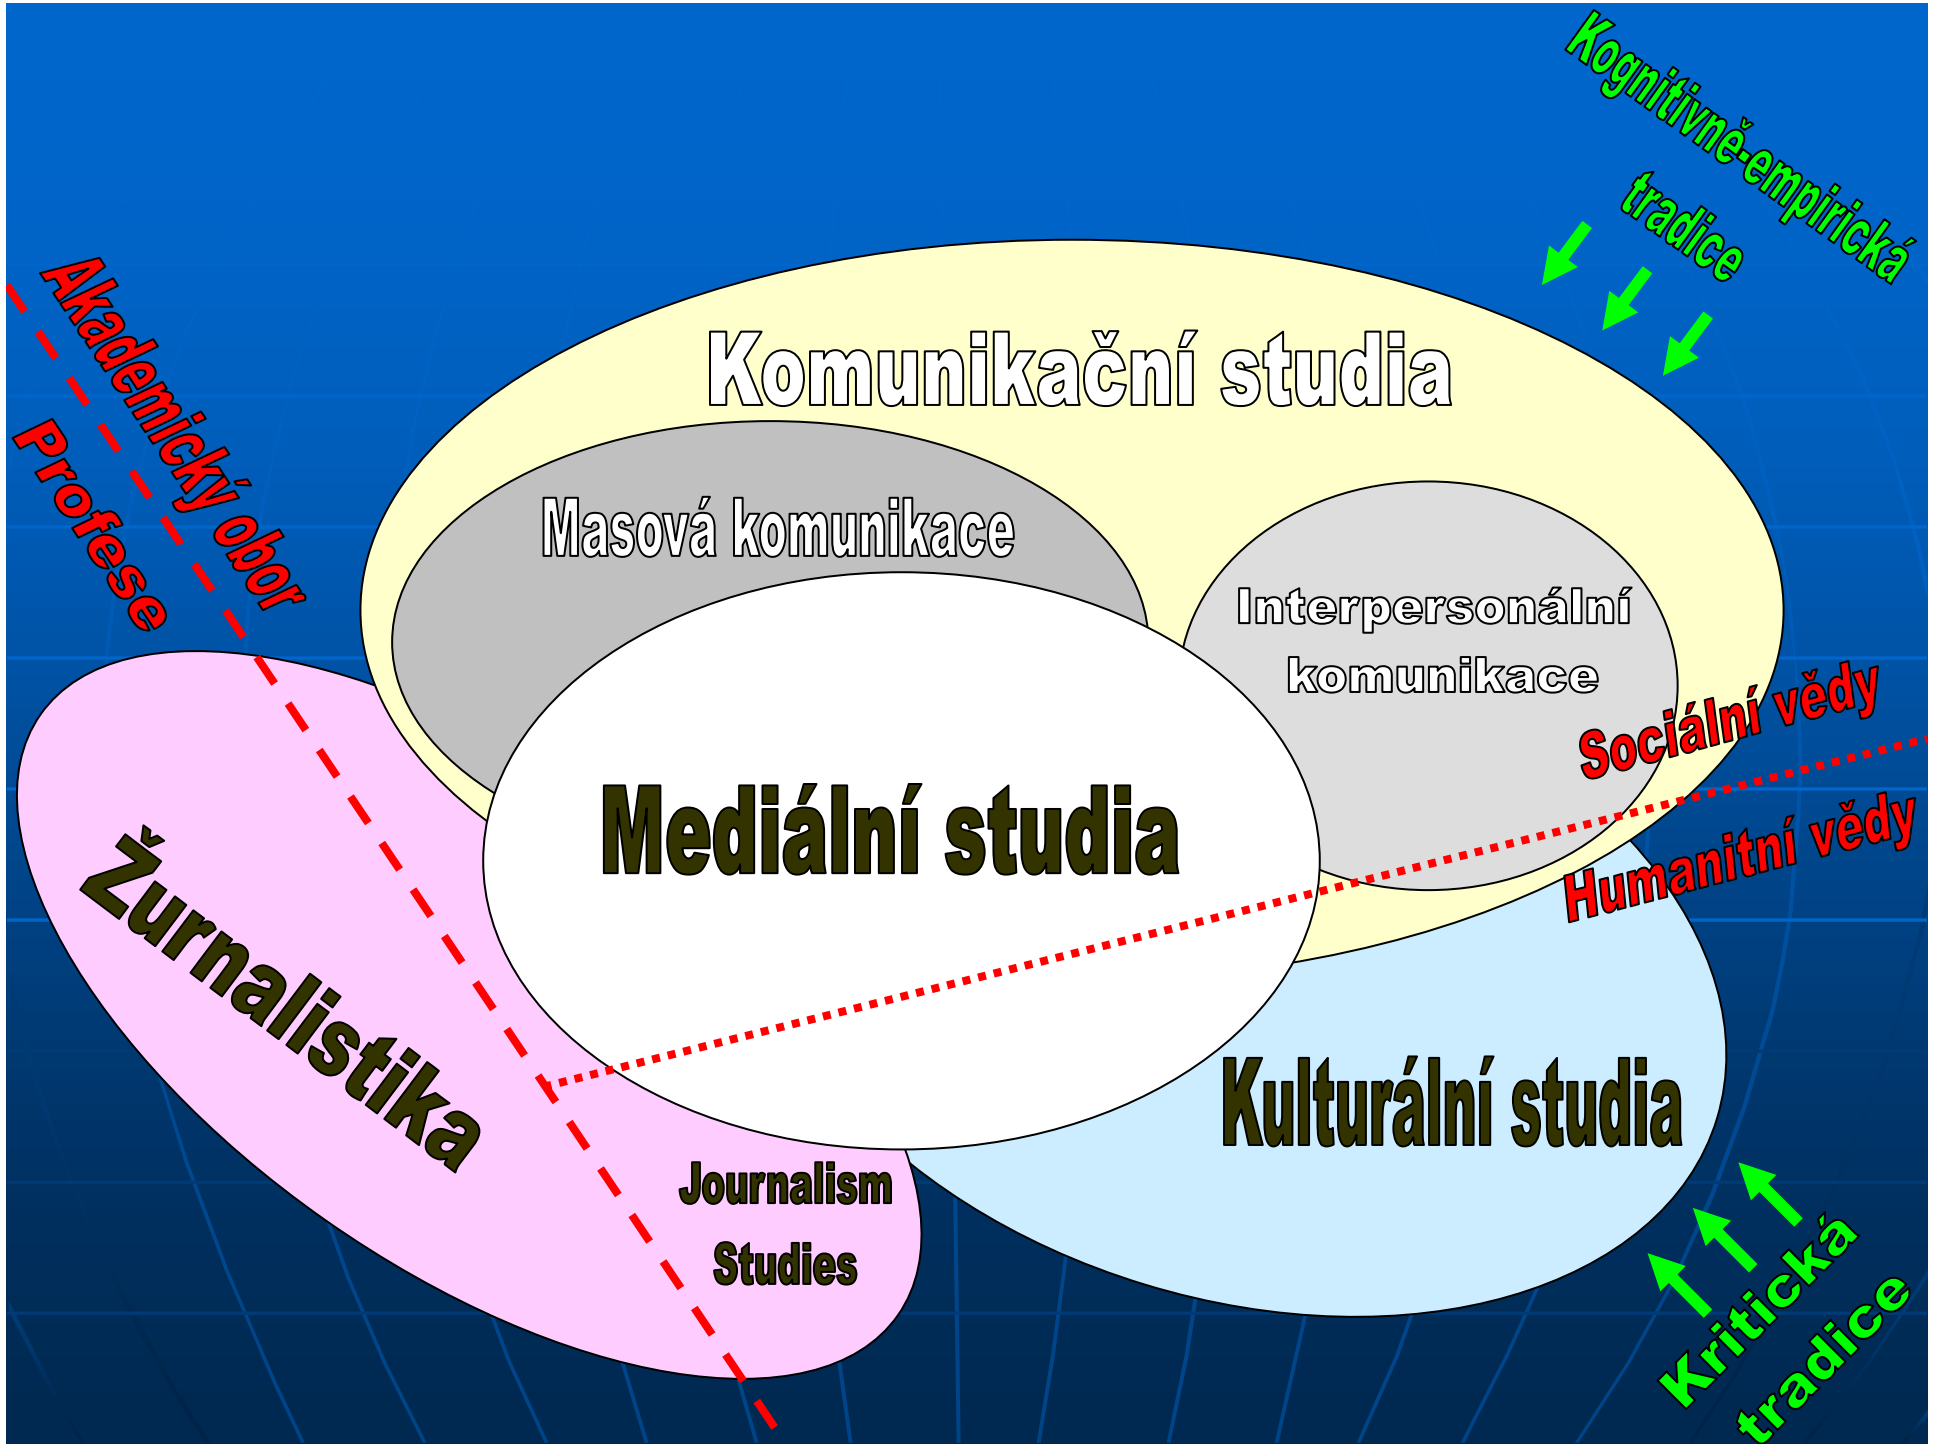 Kognitivně-empirická
tradice
Akademický obor
Profese
Komunikační studia
Masová komunikace
Interpersonální
komunikace
Sociální vědy
Humanitní vědy
Mediální studia
Žurnalistika
Kulturální studia
Journalism
Studies
Kritická
tradice